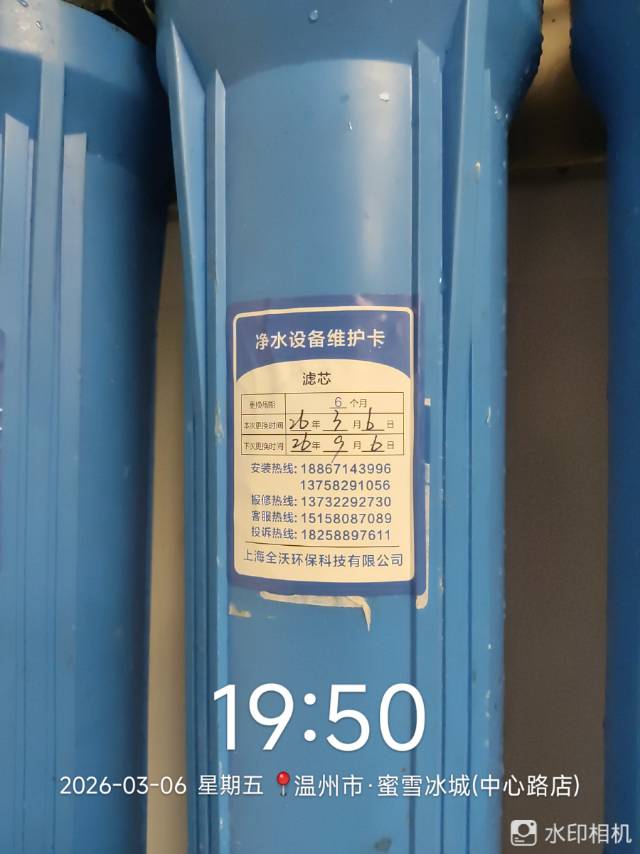 净水设备维护卡
滤芯
更换周期 6 个月
本次更换时间 26年 3月 6日
下次更换时间 26年 9月 6日
安装热线: 18867143996
13758291056
报修热线: 13732292730
客服热线: 15158087089
投诉热线: 18258897611
上海全沃环保科技有限公司
19:50
2026-03-06 星期五 温州市·蜜雪冰城(中心路店)
水印相机